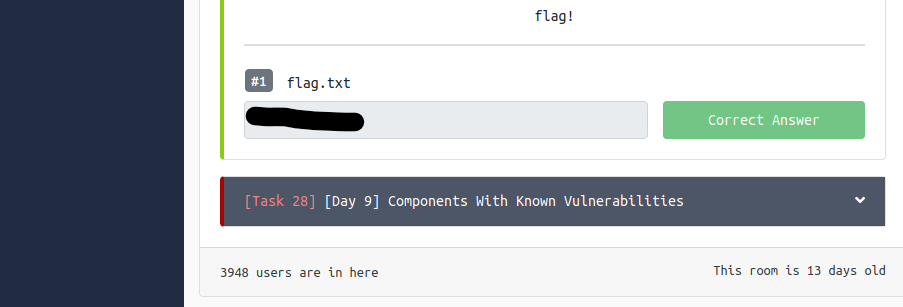 flag!
#1 flag.txt
Correct Answer
[Task 28] [Day 9] Components With Known Vulnerabilities
3948 users are in here
This room is 13 days old